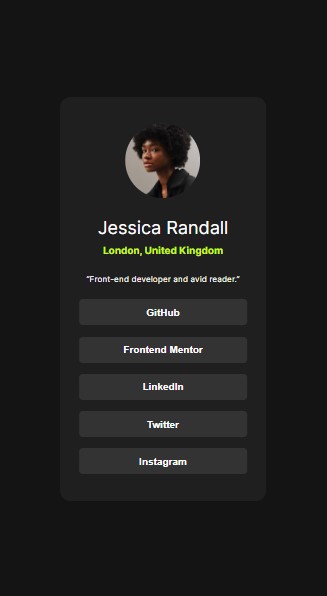 Jessica Randall
London, United Kingdom
“Front-end developer and avid reader.”
GitHub
Frontend Mentor
LinkedIn
Twitter
Instagram